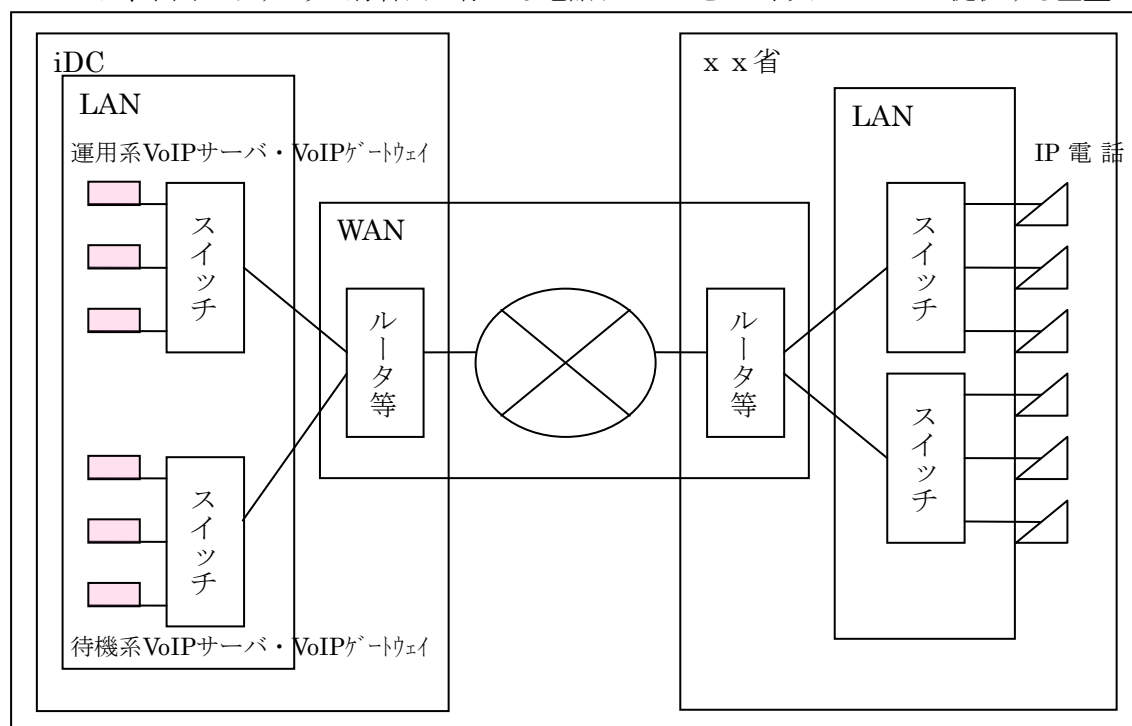 iDC
LAN
運用系VoIPサーバ・VoIPｹﾞｰﾄｳｪｲ
スイッチ
スイッチ
待機系VoIPサーバ・VoIPｹﾞｰﾄｳｪｲ
WAN
ルータ等
ルータ等
ｘｘ省
LAN
IP電話
スイッチ
スイッチ